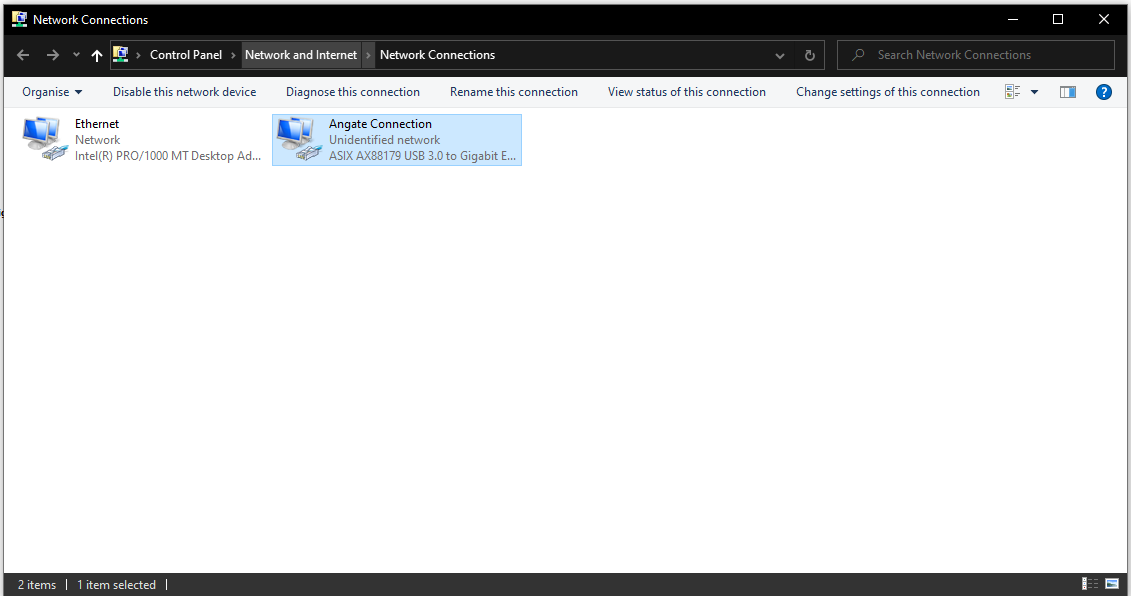 Network Connections
Control Panel
Network and Internet
Network Connections
Search Network Connections
Organise
Disable this network device
Diagnose this connection
Rename this connection
View status of this connection
Change settings of this connection
Ethernet
Network
Intel(R) PRO/1000 MT Desktop Ad...
Angate Connection
Unidentified network
ASIX AX88179 USB 3.0 to Gigabit E...
2 items
1 item selected